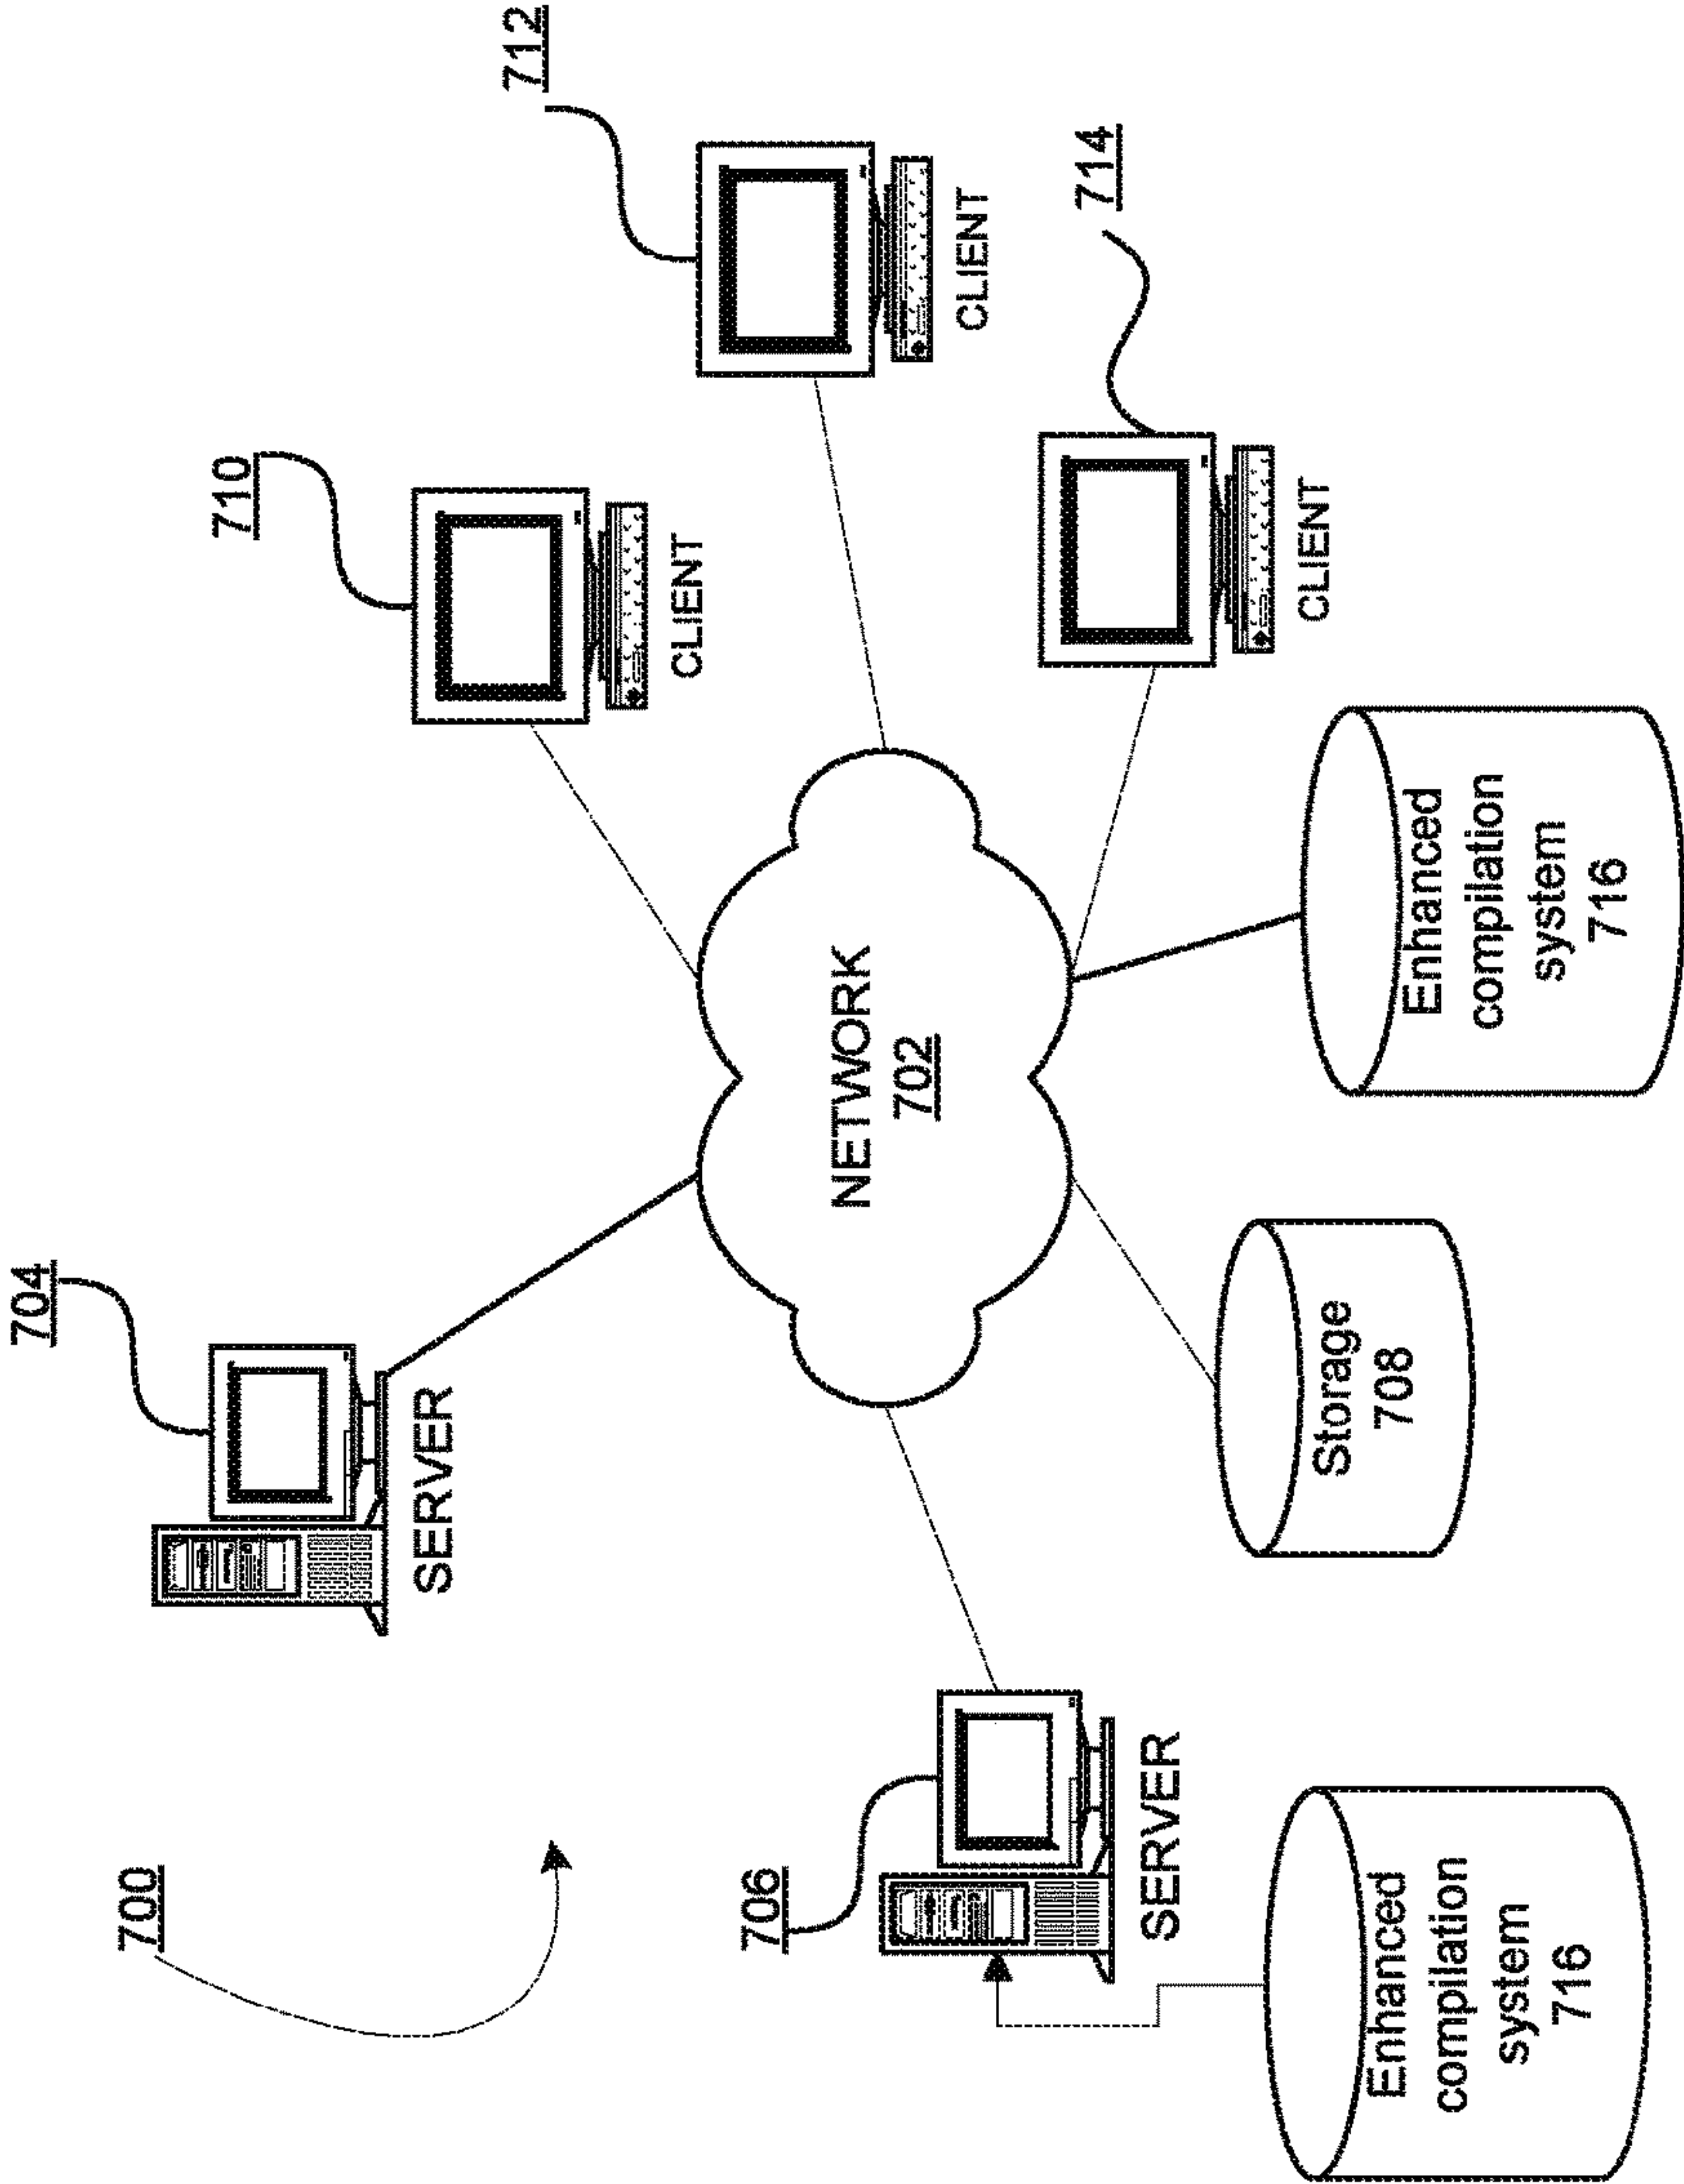 700
704
SERVER
706
SERVER
Enhanced
compilation
system
716
NETWORK
702
Storage
708
710
CLIENT
712
CLIENT
714
CLIENT
Enhanced
compilation
system
716